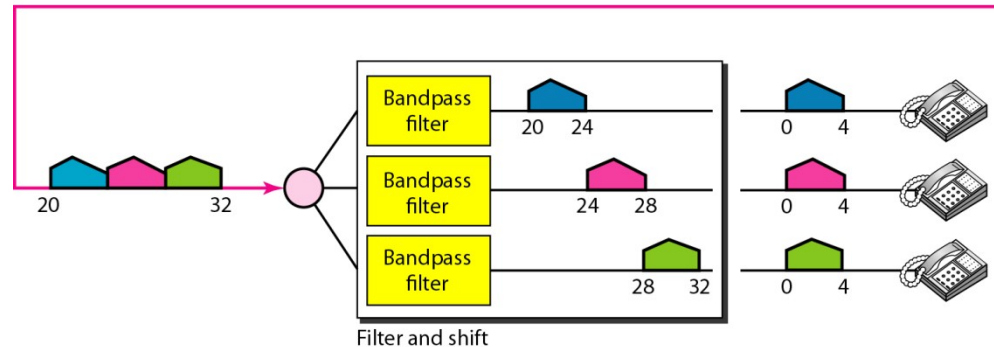 Bandpass
filter
20 24
0 4
20 32
Bandpass
filter
24 28
0 4
Bandpass
filter
28 32
0 4
Filter and shift